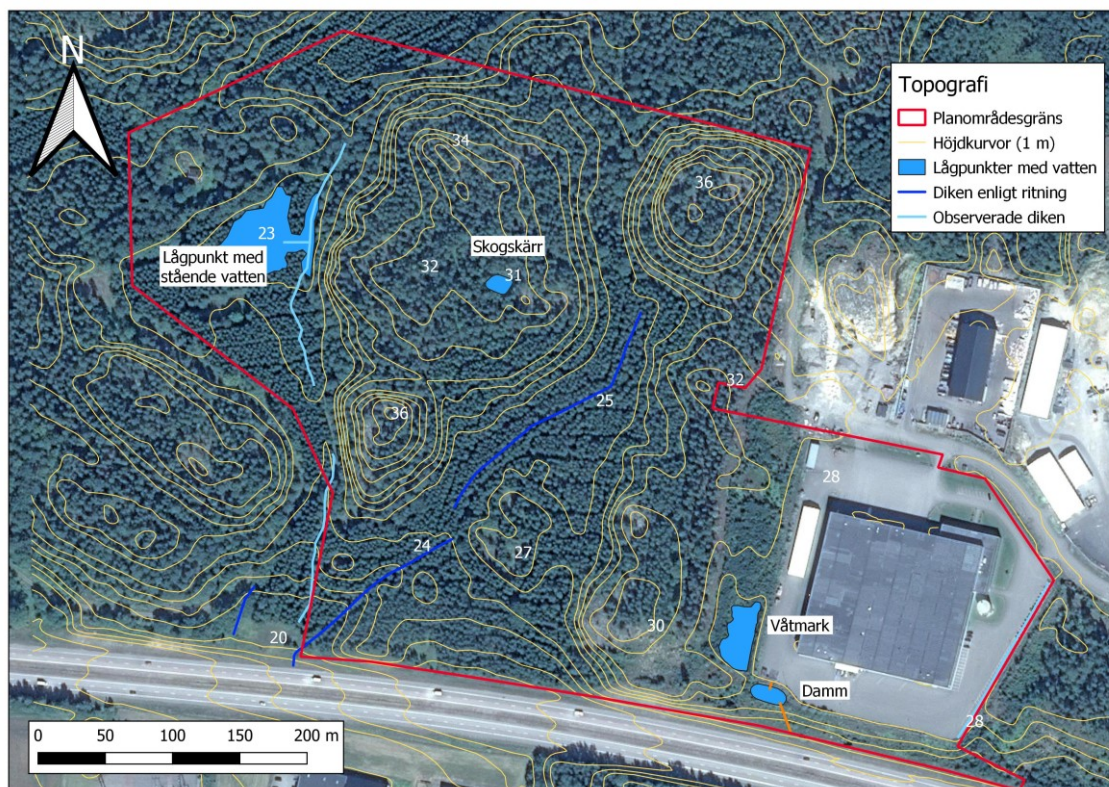 N
Topografi
Planområdesgräns
Höjdkurvor (1 m)
Lågpunkter med vatten
Diken enligt ritning
Observerade diken
34
36
23
Lågpunkt med
stående vatten
Skogskärr
32
31
32
25
36
28
24
27
20
30
Våtmark
Damm
28
0 50 100 150 200 m